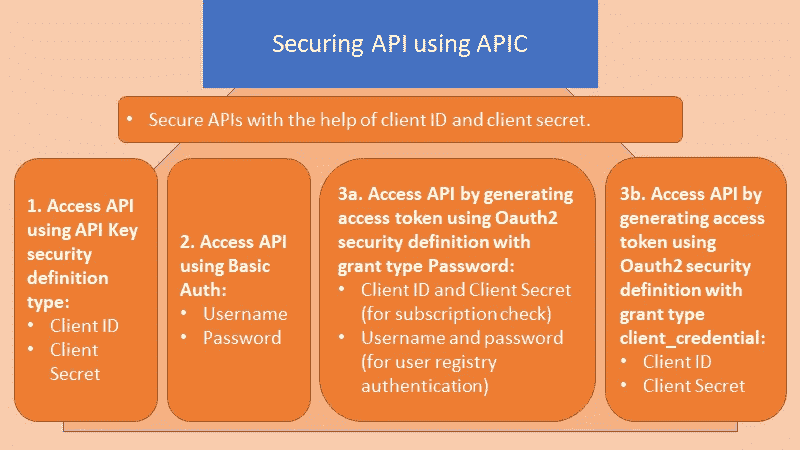 Securing API using APIC
• Secure APIs with the help of client ID and client secret.
1. Access API
using API Key
security
definition
type:
• Client ID
• Client
Secret
2. Access API
using Basic
Auth:
• Username
• Password
3a. Access API by generating
access token using Oauth2
security definition with
grant type Password:
• Client ID and Client Secret
(for subscription check)
• Username and password
(for user registry
authentication)
3b. Access API by
generating access
token using
Oauth2 security
definition with
grant type
client_credential:
• Client ID
• Client Secret